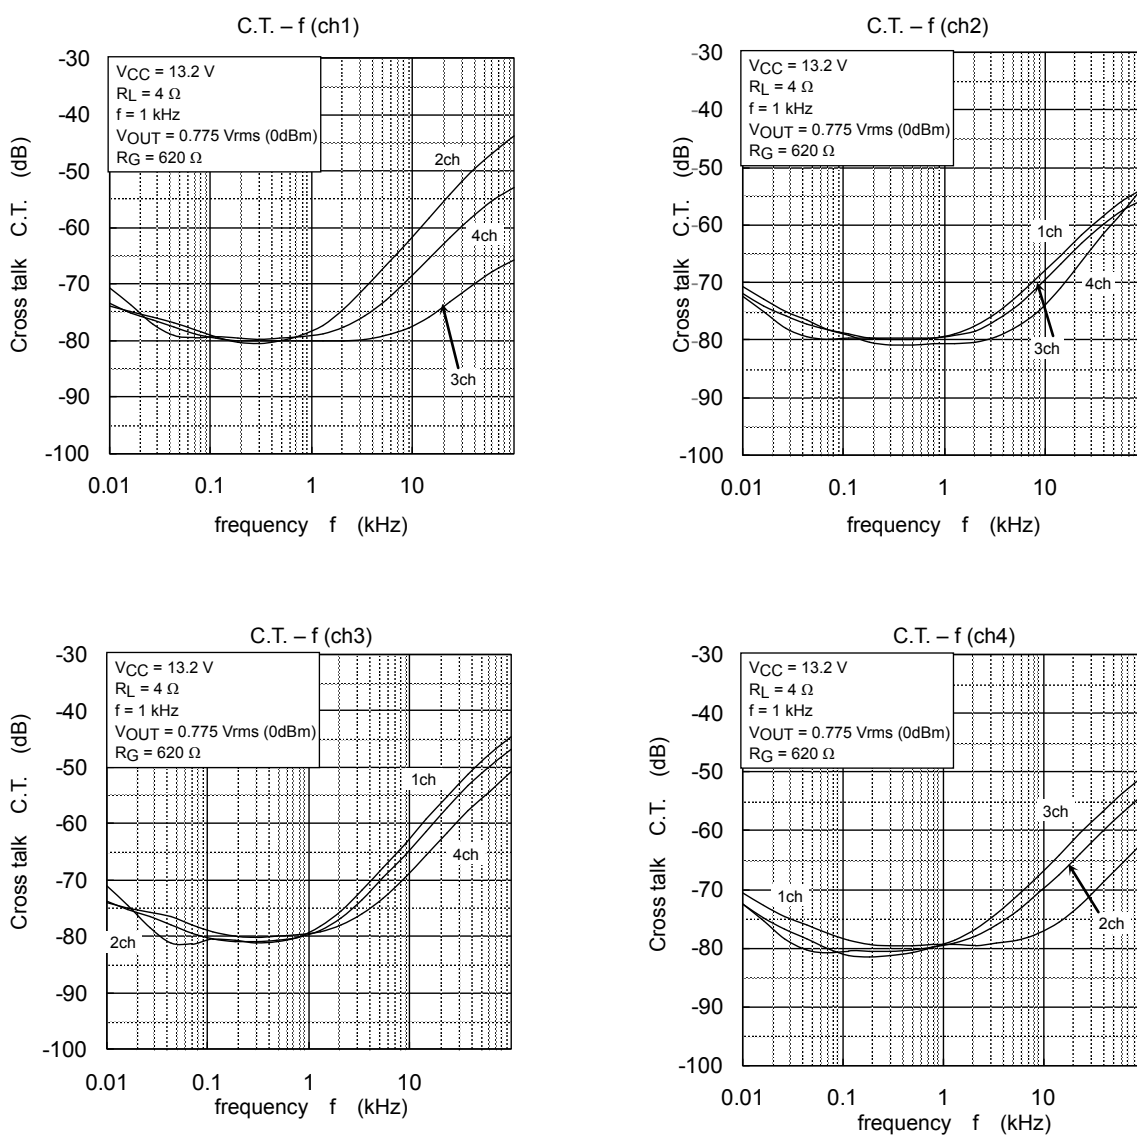 C.T. – f (ch1)
-30
-40
-50
-60
-70
-80
-90
-100
Cross talk C.T. (dB)
VCC = 13.2 V
RL = 4 Ω
f = 1 kHz
VOUT = 0.775 Vrms (0dBm)
RG = 620 Ω
2ch
4ch
3ch
0.01 0.1 1 10
frequency f (kHz)
C.T. – f (ch2)
-30
-40
-50
-60
-70
-80
-90
-100
Cross talk C.T. (dB)
VCC = 13.2 V
RL = 4 Ω
f = 1 kHz
VOUT = 0.775 Vrms (0dBm)
RG = 620 Ω
1ch
4ch
3ch
0.01 0.1 1 10
frequency f (kHz)
C.T. – f (ch3)
-30
-40
-50
-60
-70
-80
-90
-100
Cross talk C.T. (dB)
VCC = 13.2 V
RL = 4 Ω
f = 1 kHz
VOUT = 0.775 Vrms (0dBm)
RG = 620 Ω
1ch
4ch
2ch
0.01 0.1 1 10
frequency f (kHz)
C.T. – f (ch4)
-30
-40
-50
-60
-70
-80
-90
-100
Cross talk C.T. (dB)
VCC = 13.2 V
RL = 4 Ω
f = 1 kHz
VOUT = 0.775 Vrms (0dBm)
RG = 620 Ω
3ch
1ch
2ch
0.01 0.1 1 10
frequency f (kHz)